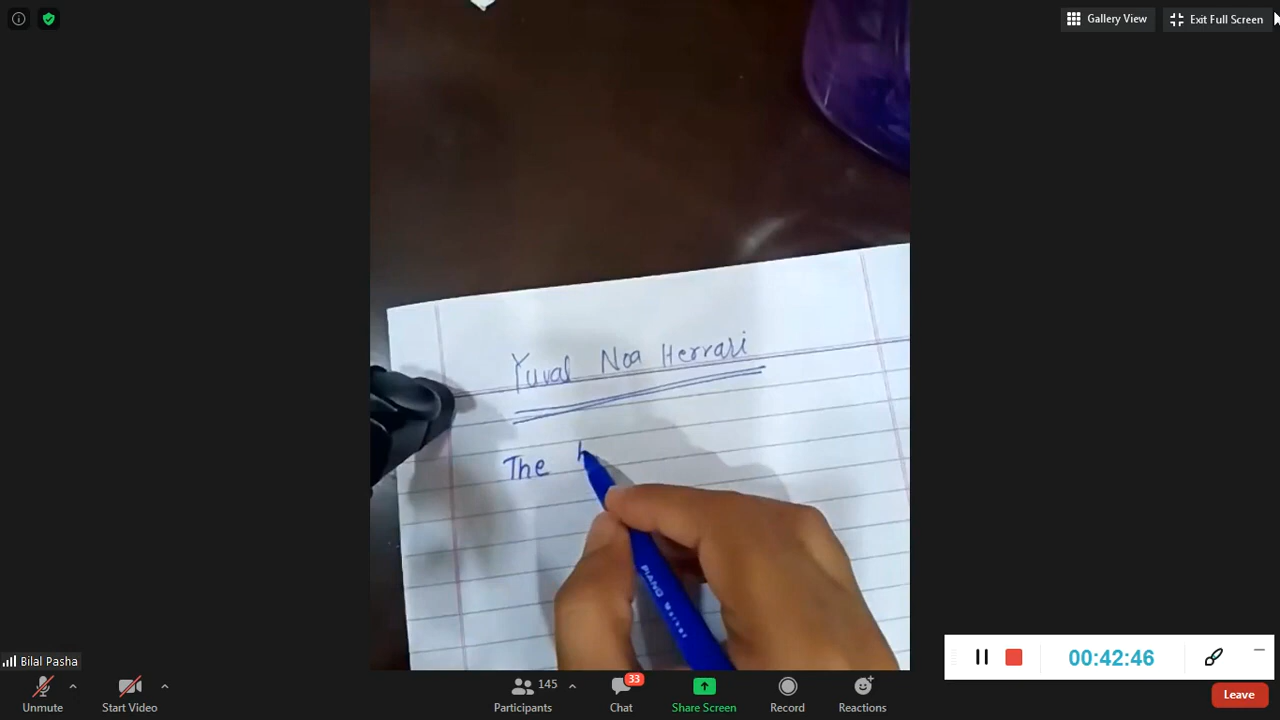 Gallery View
Exit Full Screen
Yuval Noa Herrari
The
PIANO
Bilal Pasha
00:42:46
Unmute
Start Video
145
Participants
33
Chat
Share Screen
Record
Reactions
Leave